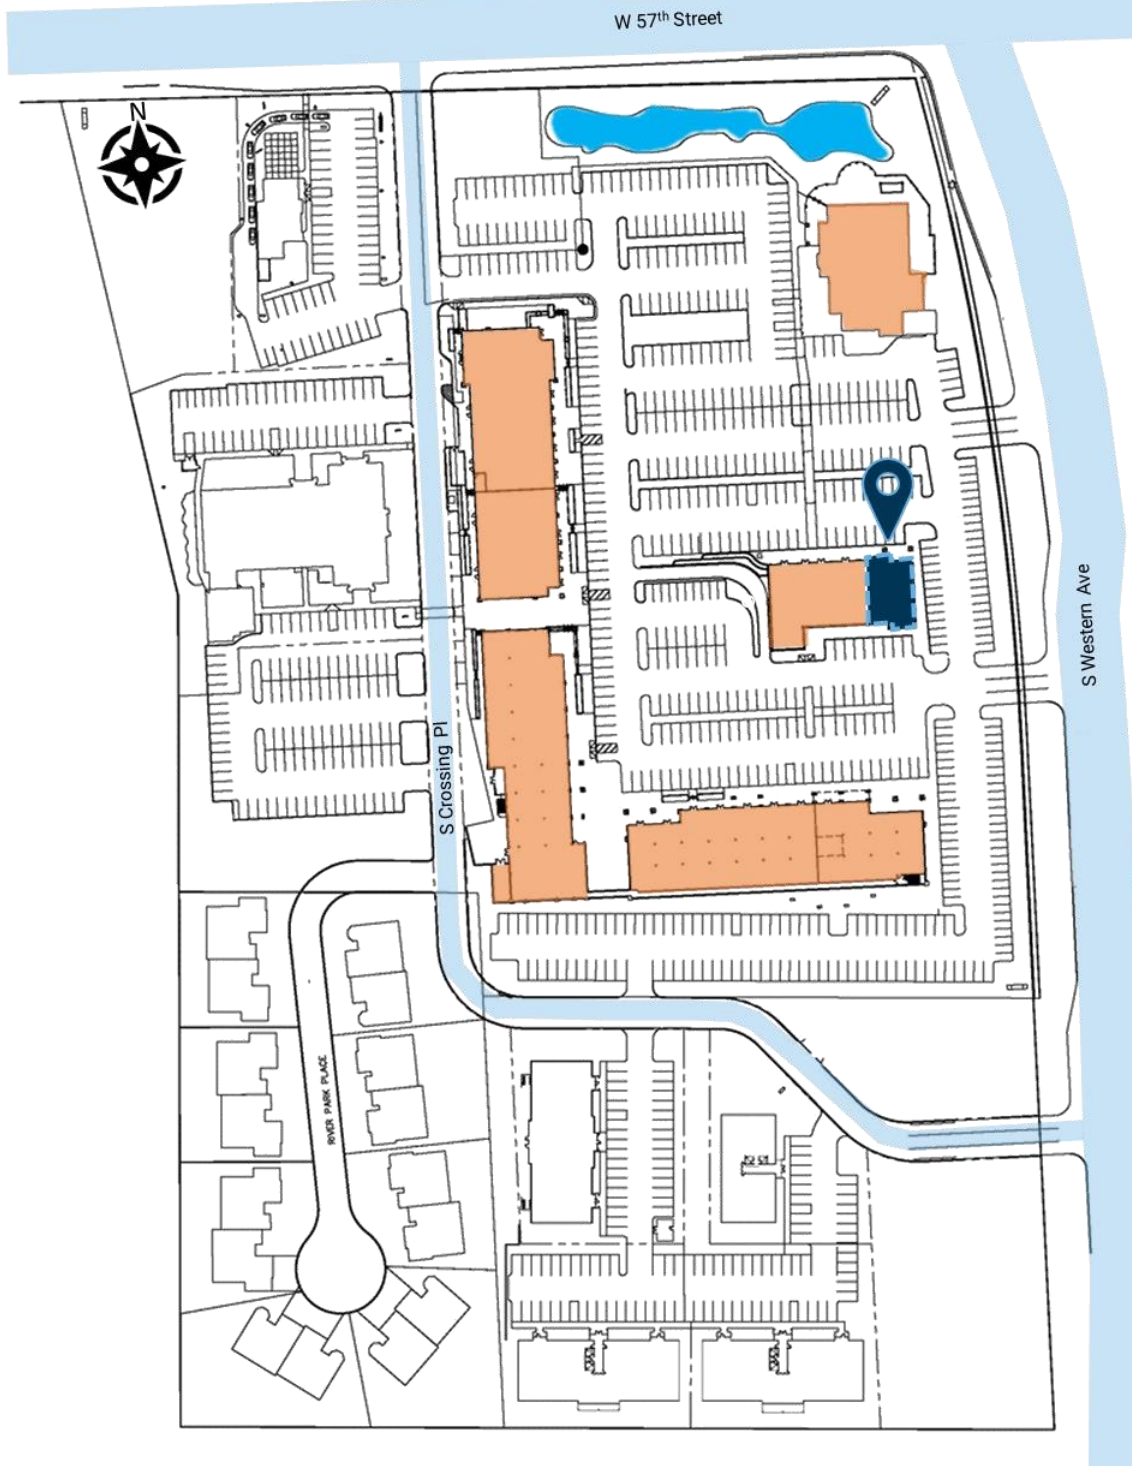 W 57th Street
N
S Western Ave
S Crossing Pl
RIVER PARK PLACE